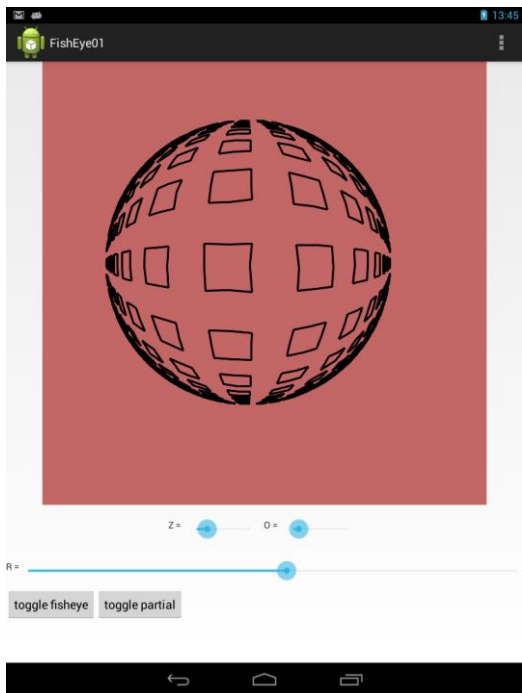 13:45
FishEye01
Z = O =
R =
toggle fisheye toggle partial